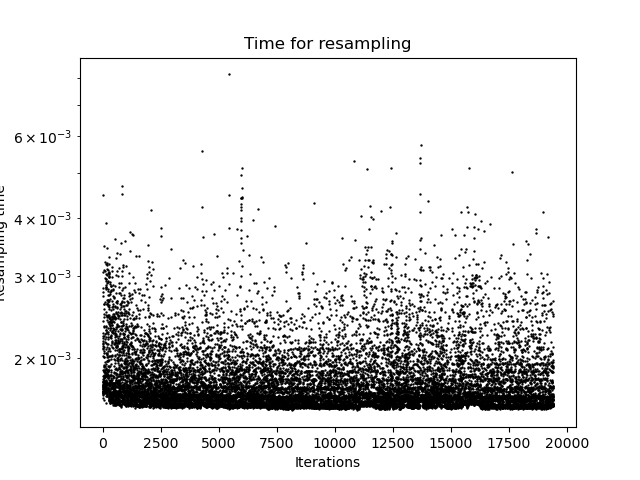 Time for resampling
6 × 10⁻³
4 × 10⁻³
3 × 10⁻³
2 × 10⁻³
Resampling time
0 2500 5000 7500 10000 12500 15000 17500 20000
Iterations